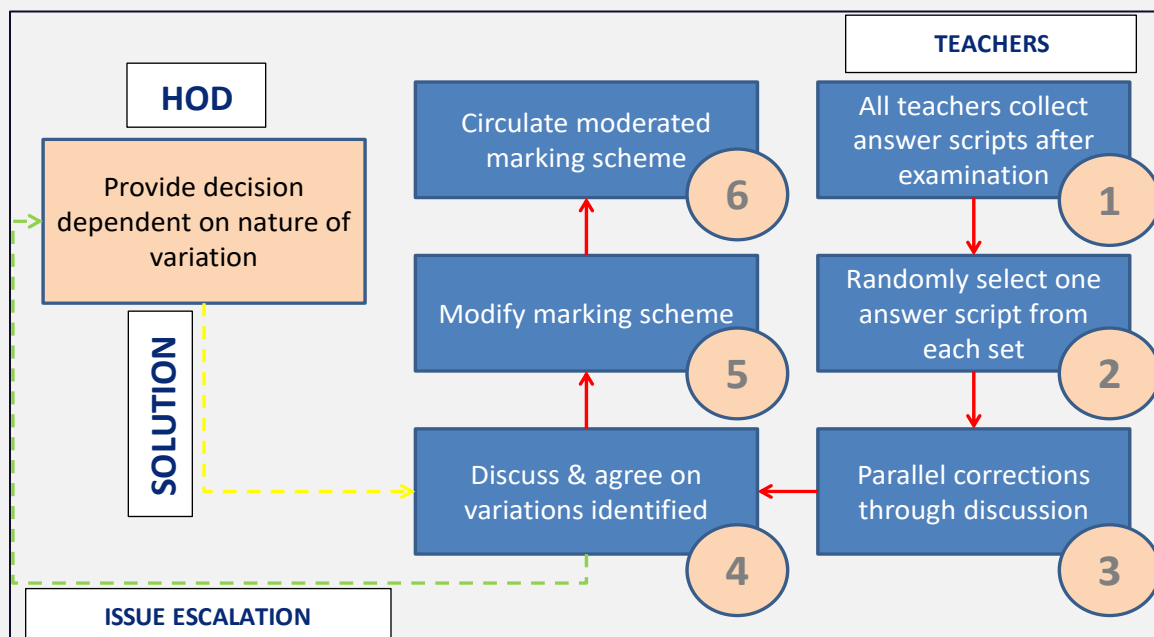 TEACHERS
All teachers collect
answer scripts after
examination
1
Randomly select one
answer script from
each set
2
Parallel corrections
through discussion
3
Discuss & agree on
variations identified
4
Modify marking scheme
5
Circulate moderated
marking scheme
6
HOD
Provide decision
dependent on nature of
variation
SOLUTION
ISSUE ESCALATION